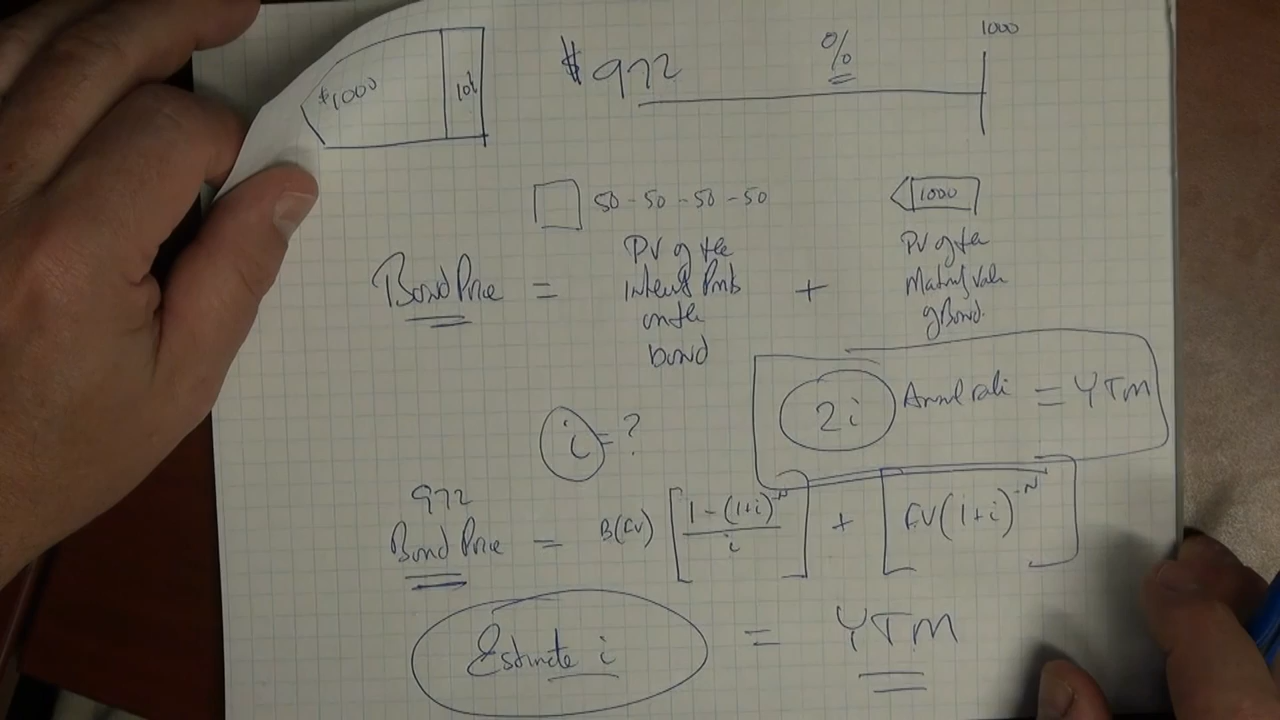 $1000 10%
$972 % 1000
50 - 50 - 50 - 50 1000
Bond Price = PV of the Interest Pmts on the bond + PV of the Maturity Value of Bond.
2i Annual rate = YTM
i = ?
972
Bond Price = B(FV) [1-(1+i)^-N / i] + [FV(1+i)^-N]
Estimate i = YTM